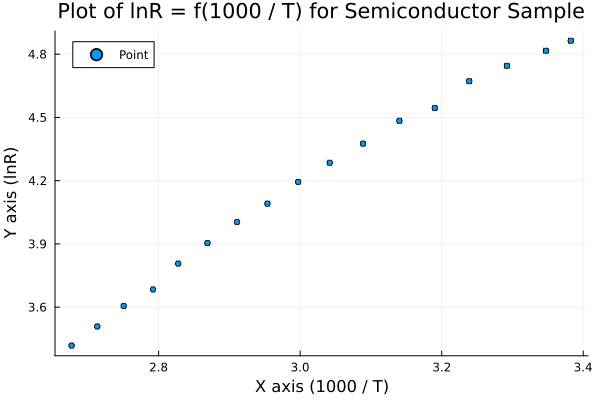 Plot of lnR = f(1000 / T) for Semiconductor Sample
Point
4.8
4.5
4.2
3.9
3.6
Y axis (lnR)
2.8
3.0
3.2
3.4
X axis (1000 / T)